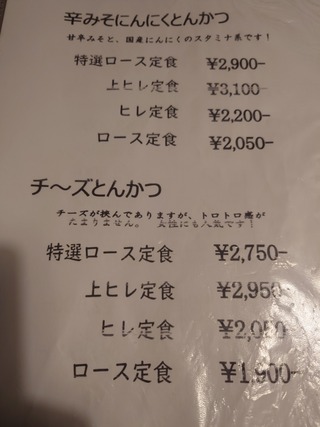 辛みそにんにくとんかつ
甘辛みそと、国産にんにくのスタミナ系です!
特選ロース定食 ¥2,900-
上ヒレ定食 ¥3,100-
ヒレ定食 ¥2,200-
ロース定食 ¥2,050-
チ〜ズとんかつ
チーズが挟んでありますが、トロトロ感が
たまりません。 女性にも人気です!
特選ロース定食 ¥2,750-
上ヒレ定食 ¥2,950-
ヒレ定食 ¥2,050-
ロース定食 ¥1,900-